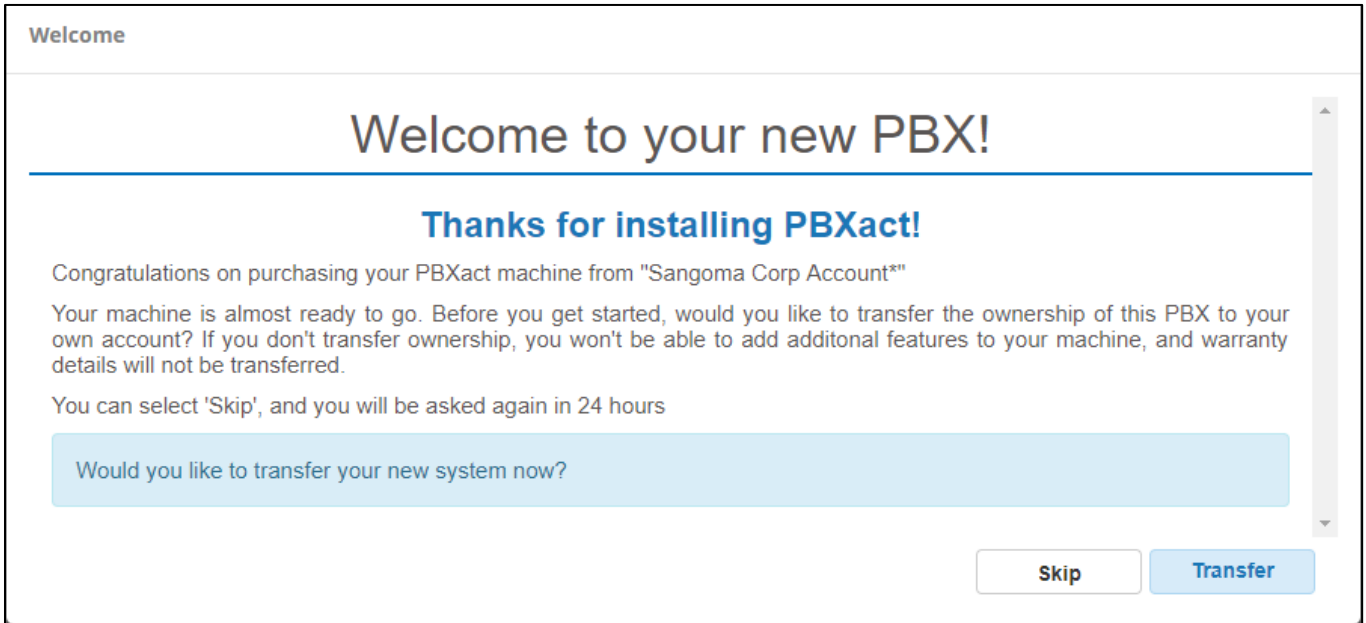 Welcome
Welcome to your new PBX!
Thanks for installing PBXact!
Congratulations on purchasing your PBXact machine from "Sangoma Corp Account*"
Your machine is almost ready to go. Before you get started, would you like to transfer the ownership of this PBX to your
own account? If you don't transfer ownership, you won't be able to add additonal features to your machine, and warranty
details will not be transferred.
You can select 'Skip', and you will be asked again in 24 hours
Would you like to transfer your new system now?
Skip
Transfer